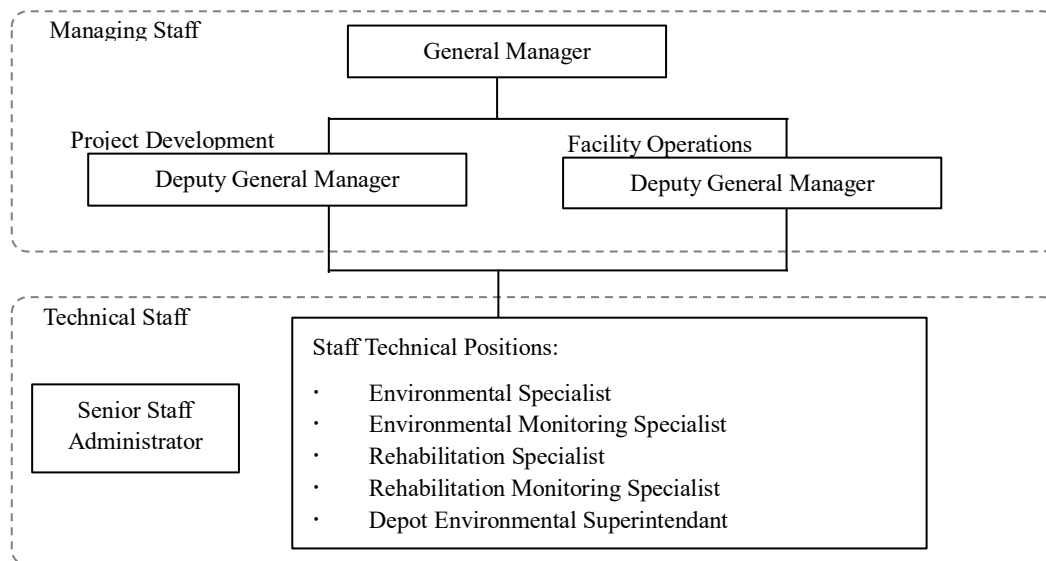 Managing Staff
General Manager
Project Development
Facility Operations
Deputy General Manager
Deputy General Manager
Technical Staff
Staff Technical Positions:
· Environmental Specialist
· Environmental Monitoring Specialist
· Rehabilitation Specialist
· Rehabilitation Monitoring Specialist
· Depot Environmental Superintendant
Senior Staff
Administrator